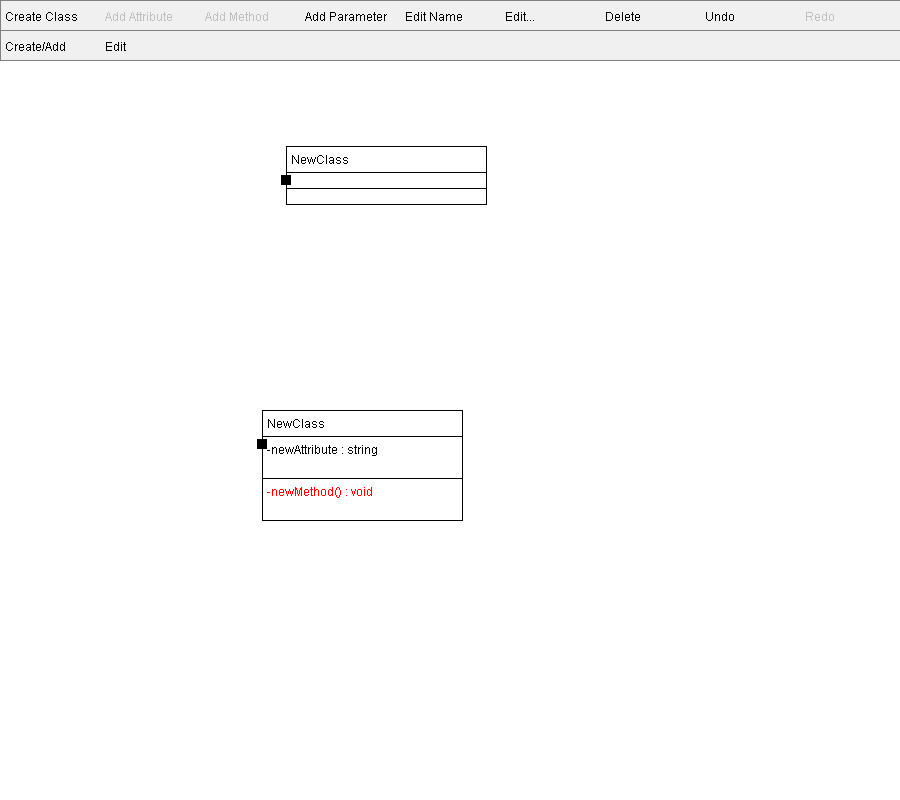 Create Class Add Attribute Add Method Add Parameter Edit Name Edit... Delete Undo Redo
Create/Add Edit
NewClass
NewClass
-newAttribute : string
-newMethod() : void